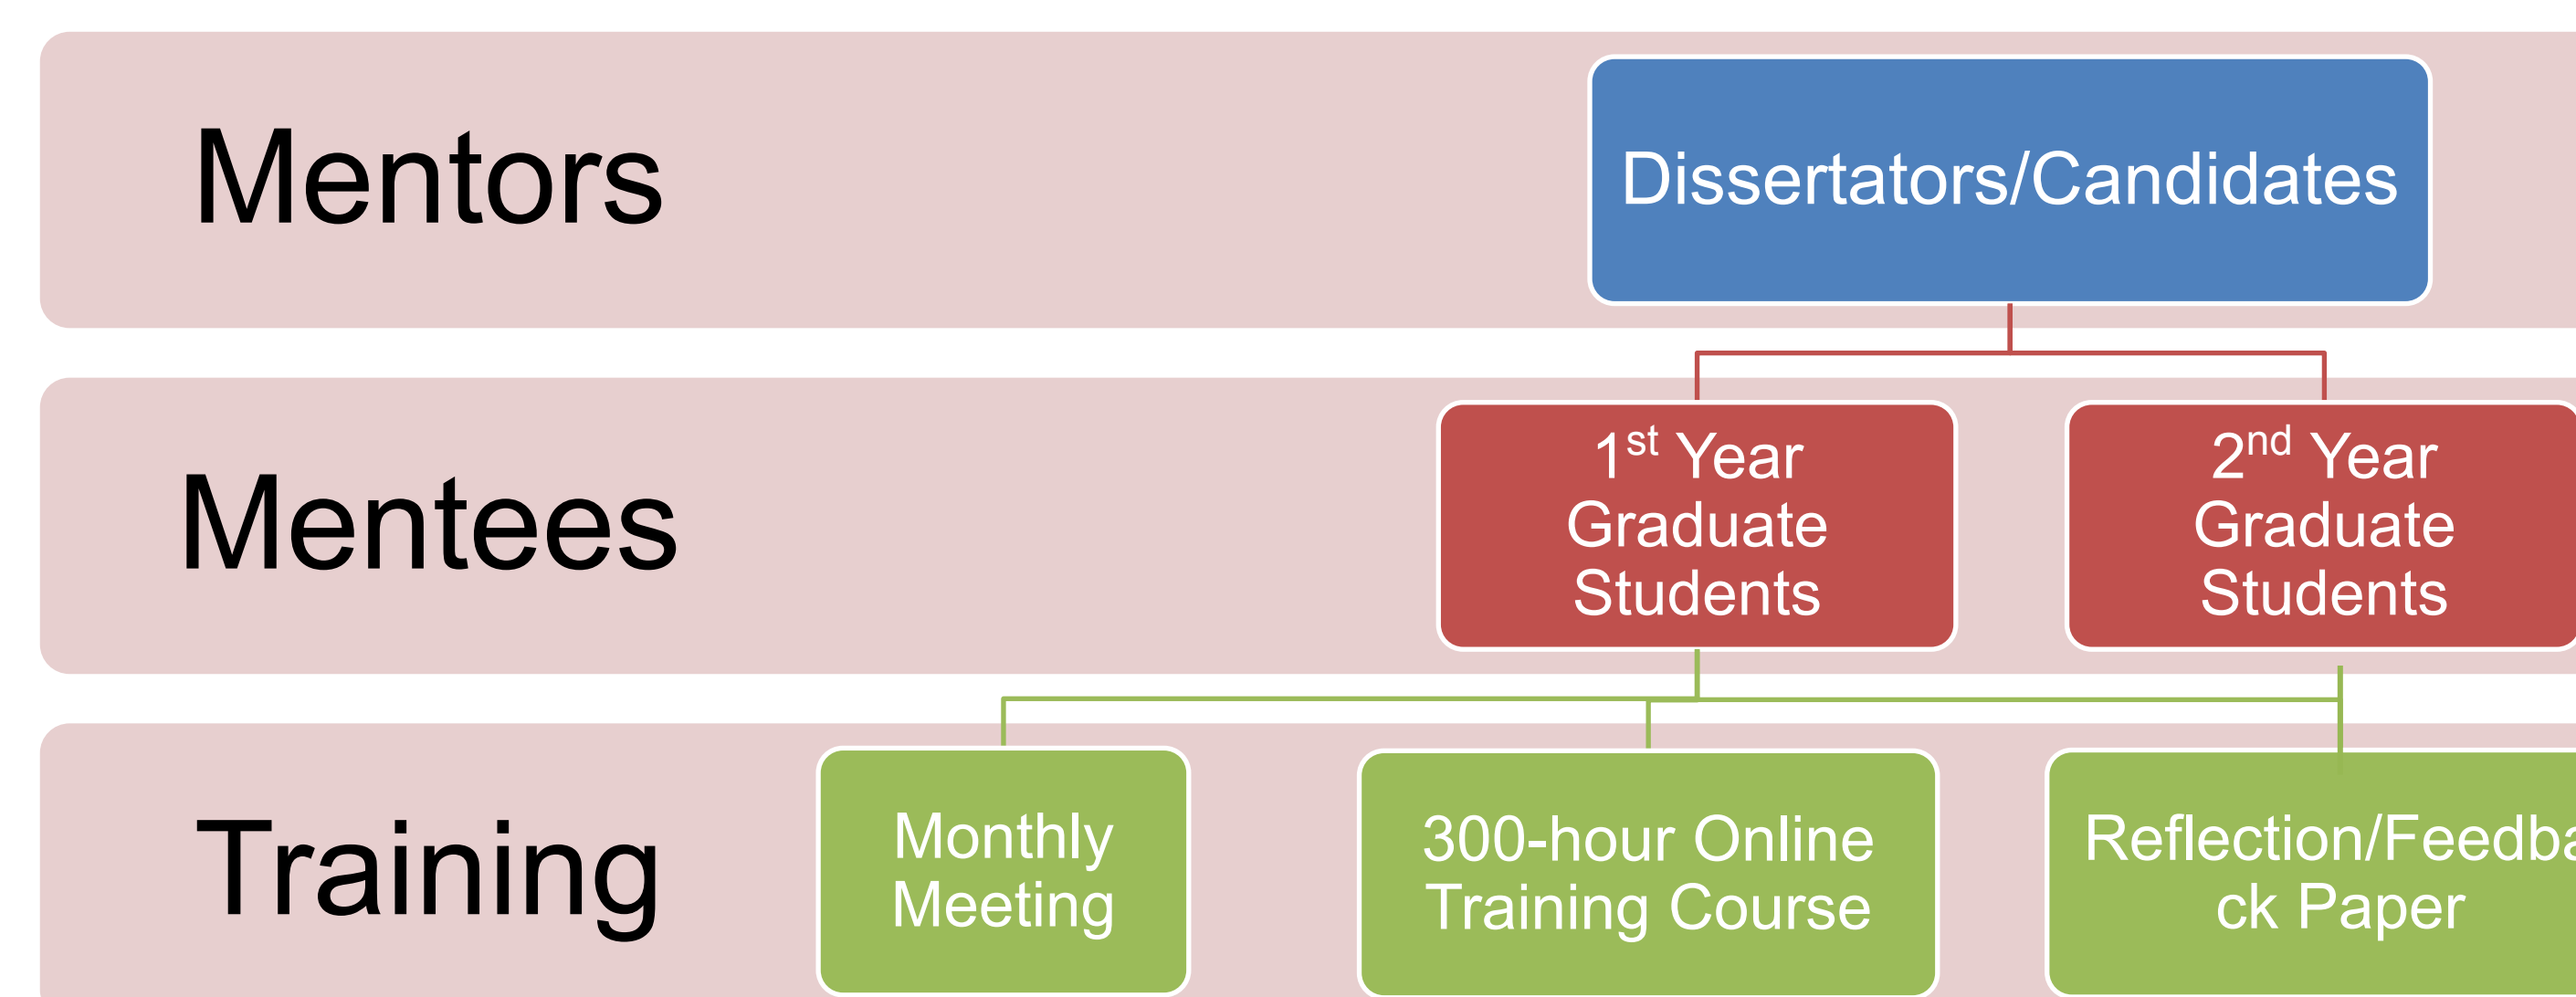 Mentors
Dissertators/Candidates
Mentees
1st Year
Graduate
Students
2nd Year
Graduate
Students
Training
Monthly
Meeting
300-hour Online
Training Course
Reflection/Feedba
ck Paper